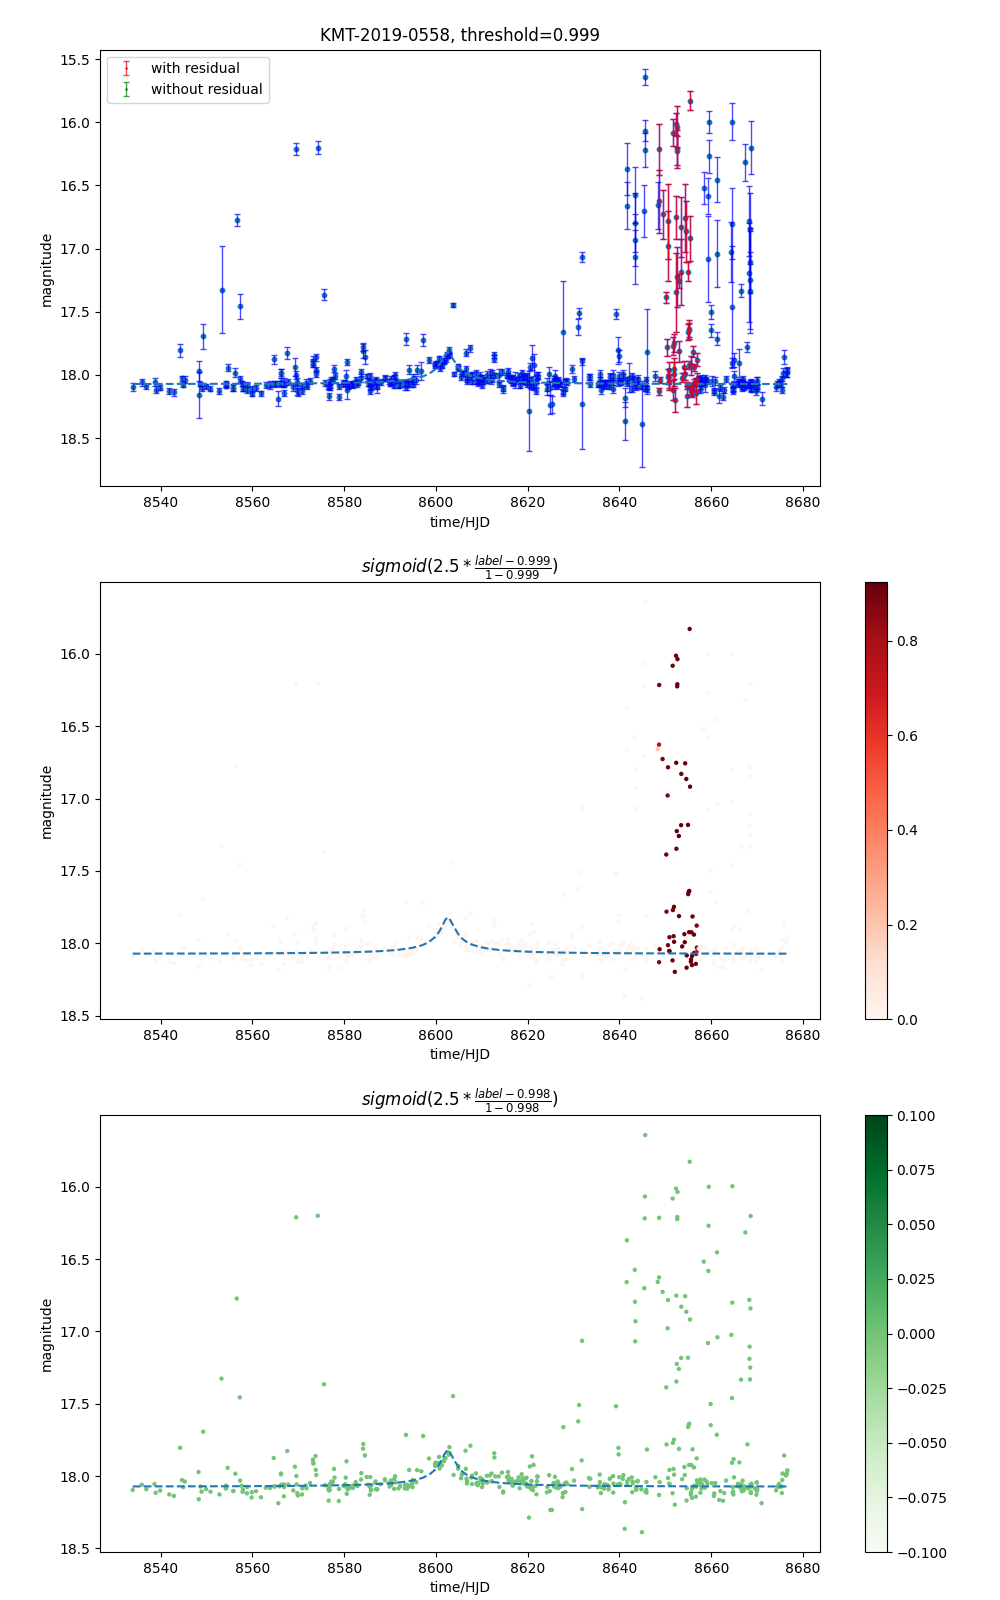 KMT-2019-0558, threshold=0.999
with residual
without residual
15.5
16.0
16.5
17.0
17.5
18.0
18.5
magnitude
8540 8560 8580 8600 8620 8640 8660 8680
time/HJD
sigmoid(2.5 * \frac{label - 0.999}{1 - 0.999})
16.0
16.5
17.0
17.5
18.0
18.5
magnitude
8540 8560 8580 8600 8620 8640 8660 8680
time/HJD
0.8
0.6
0.4
0.2
0.0
sigmoid(2.5 * \frac{label - 0.998}{1 - 0.998})
16.0
16.5
17.0
17.5
18.0
18.5
magnitude
8540 8560 8580 8600 8620 8640 8660 8680
time/HJD
0.100
0.075
0.050
0.025
0.000
−0.025
−0.050
−0.075
−0.100